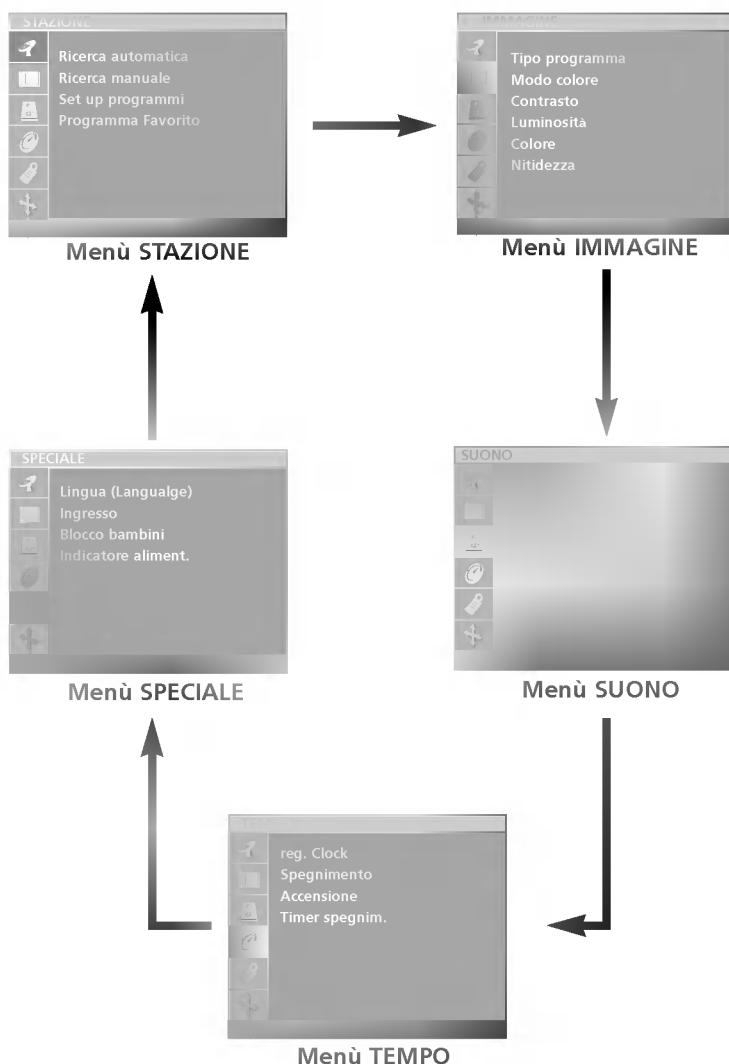 STAZIONE
Ricerca automatica
Ricerca manuale
Set up programmi
Programma Favorito
Menù STAZIONE
IMMAGINE
Tipo programma
Modo colore
Contrasto
Luminosità
Colore
Nitidezza
Menù IMMAGINE
SPECIALE
Lingua (Langualge)
Ingresso
Blocco bambini
Indicatore aliment.
Menù SPECIALE
SUONO
Menù SUONO
reg. Clock
Spegnimento
Accensione
Timer spegnim.
Menù TEMPO